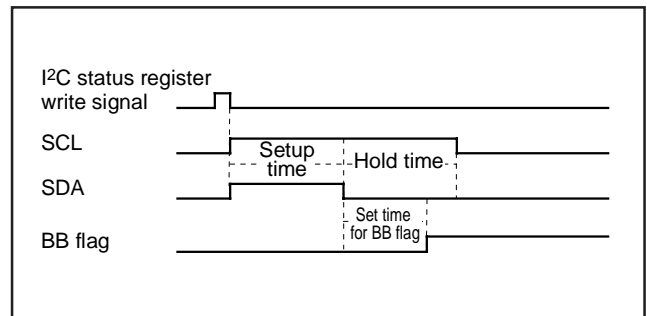 I2C status register
write signal
SCL
Setup
time
Hold time
SDA
Set time
for BB flag
BB flag